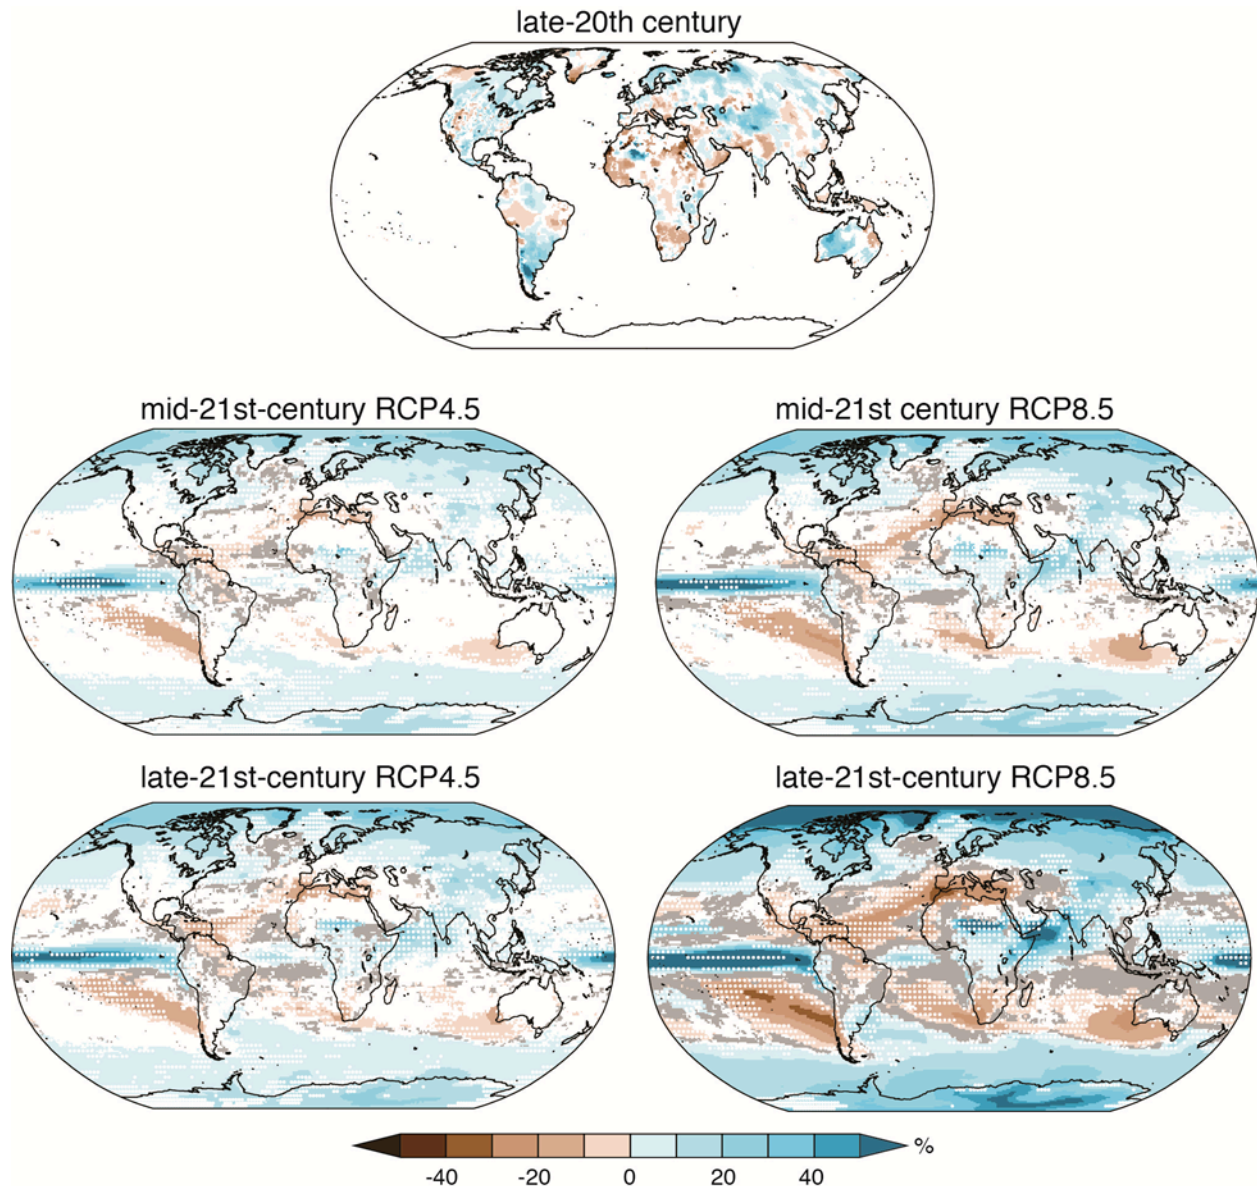 late-20th century
mid-21st-century RCP4.5
mid-21st century RCP8.5
late-21st-century RCP4.5
late-21st-century RCP8.5
%
-40 -20 0 20 40